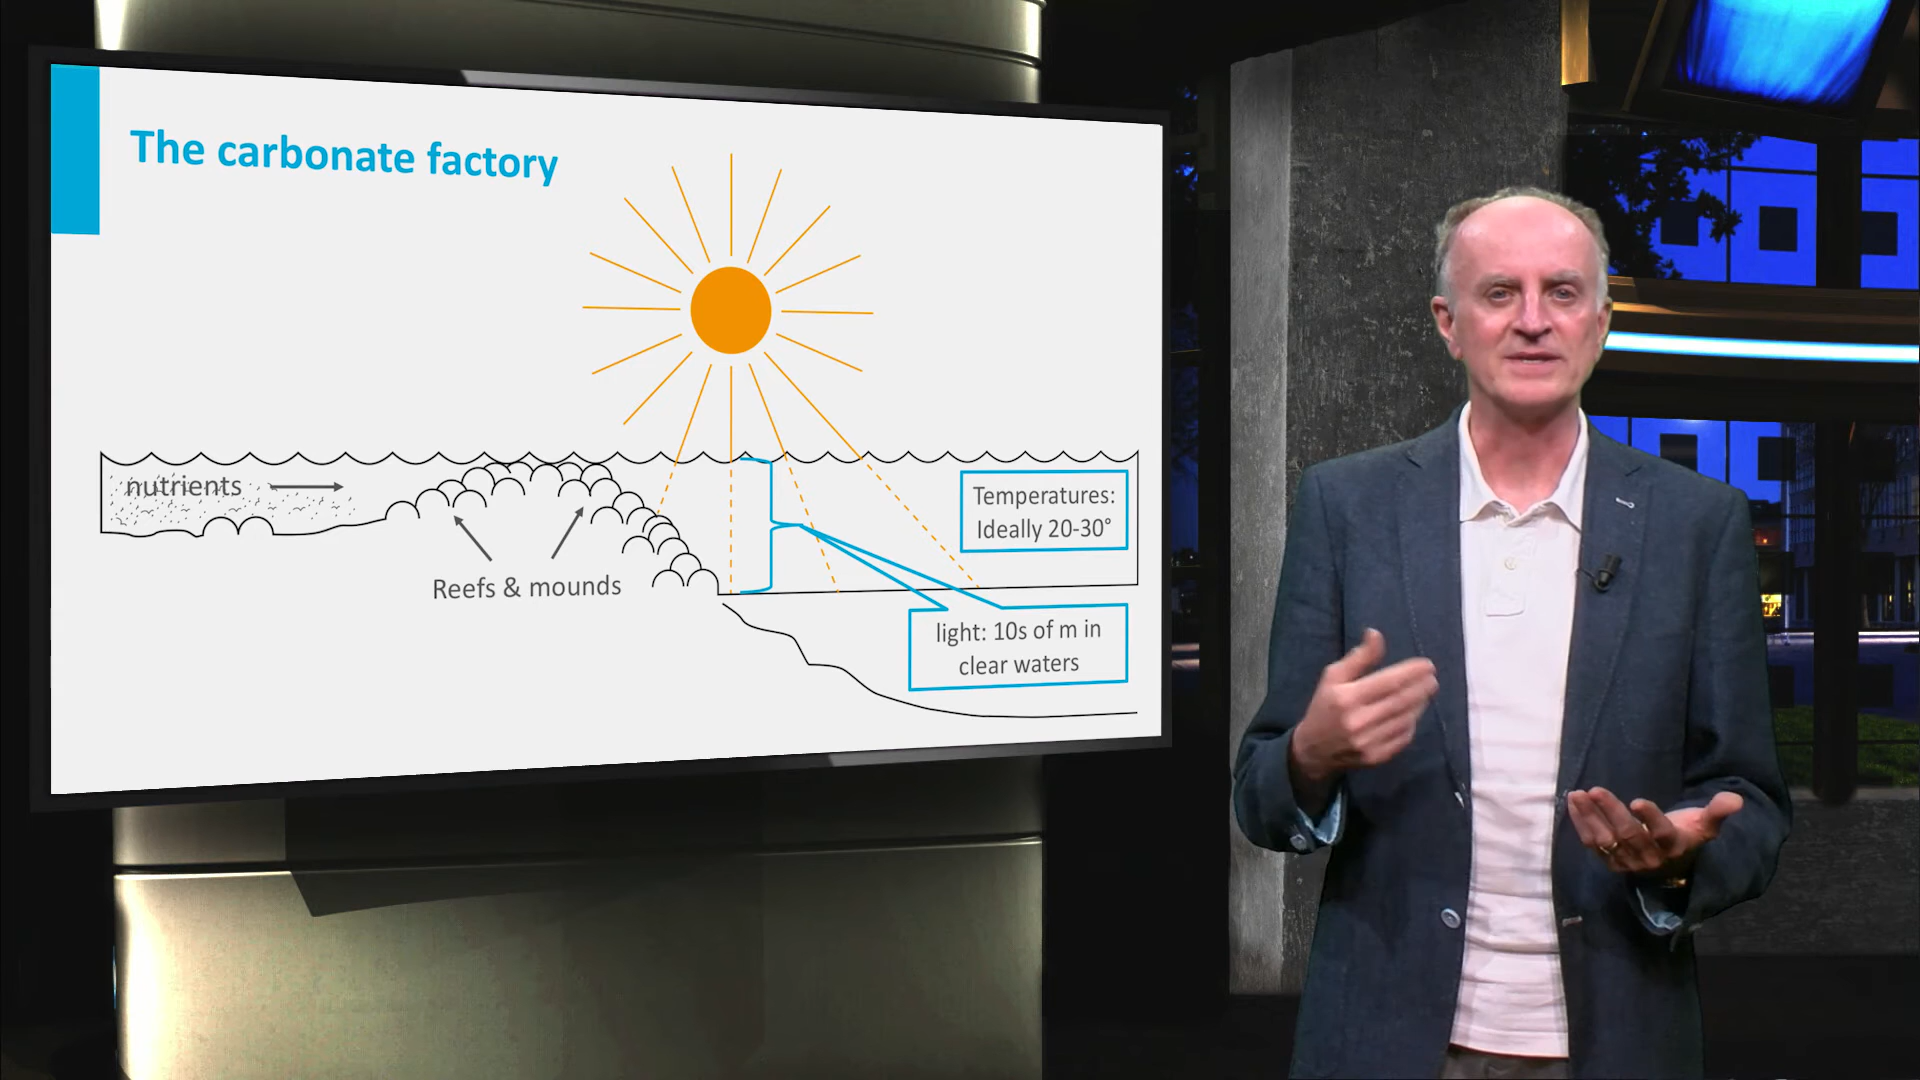 The carbonate factory
nutrients
Temperatures:
Ideally 20-30°
Reefs & mounds
light: 10s of m in
clear waters